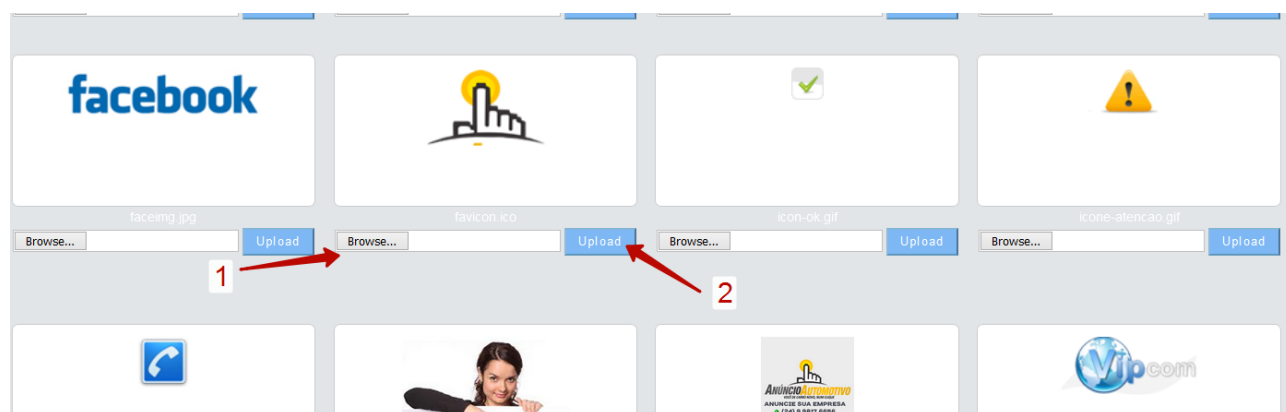 facebook
faceimg.jpg
favicon.ico
icon-ok.gif
icone-atencao.gif
Browse...
Upload
Browse...
Upload
Browse...
Upload
Browse...
Upload
1
2
ANÚNCIOAUTOMOTIVO
ANUNCIE SUA EMPRESA
Vipcom